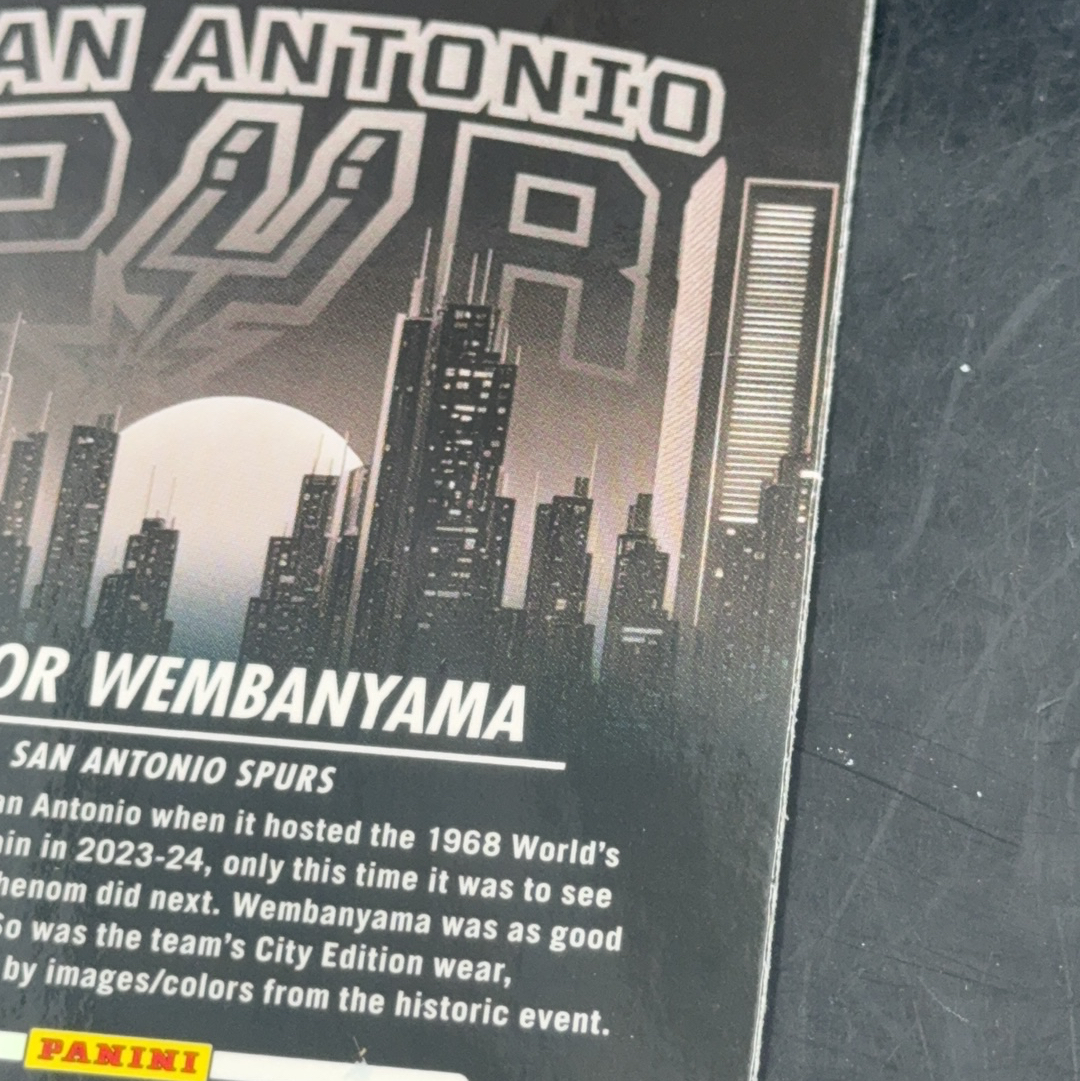 AN ANTONIO
PUR
OR WEMBANYAMA
SAN ANTONIO SPURS
an Antonio when it hosted the 1968 World's
in in 2023-24, only this time it was to see
henom did next. Wembanyama was as good
So was the team's City Edition wear,
by images/colors from the historic event.
PANINI